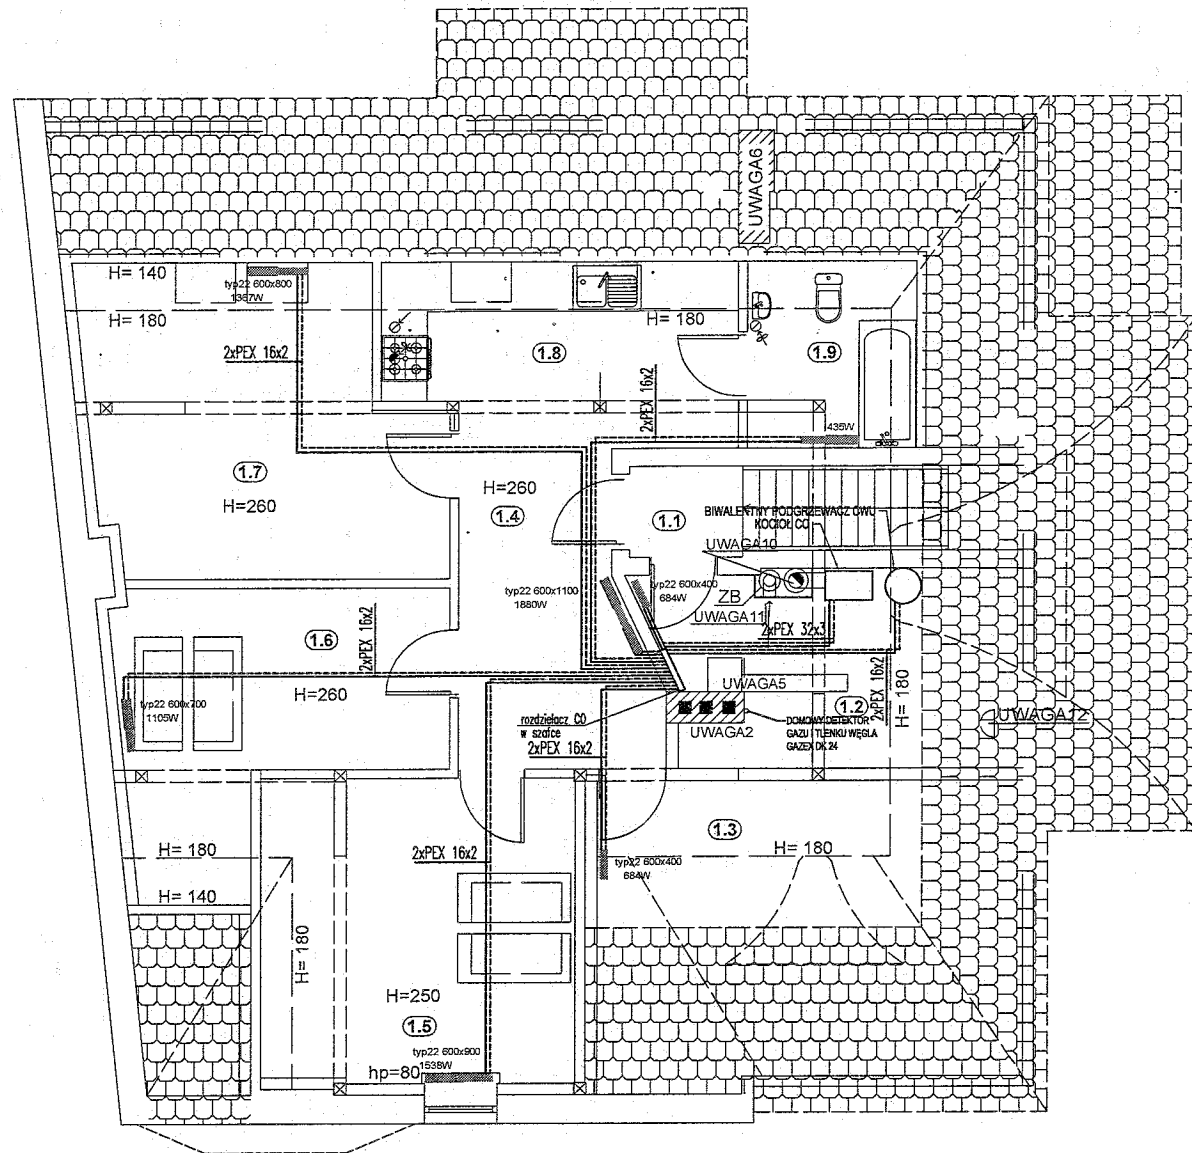 UWAGA6
H= 140
typ22 600x800
1367W
H= 180
H= 180
2xPEX 16x2
1.8
1.9
2xPEX 16x2
435W
1.7
H=260
H=260
1.4
1.1
BIWALENTNY PODGRZEWACZ CWU
KOCIOŁ CO
UWAGA10
typ22 600x1100
1880W
typ22 600x400
684W
ZB
UWAGA11
2xPEX 32x3
1.6
2xPEX 16x2
H=260
typ22 600x700
1105W
UWAGA5
2xPEX 16x2
H= 180
1.2
UWAGA12
rozdzielacz CO
w szafce
2xPEX 16x2
UWAGA2
DOMOWY DETEKTOR
GAZU I TLENKU WĘGLA
GAZEX DK 24
1.3
H= 180
typ22 600x400
684W
H= 180
H= 140
2xPEX 16x2
H= 180
H=250
1.5
typ22 600x900
1538W
hp=80